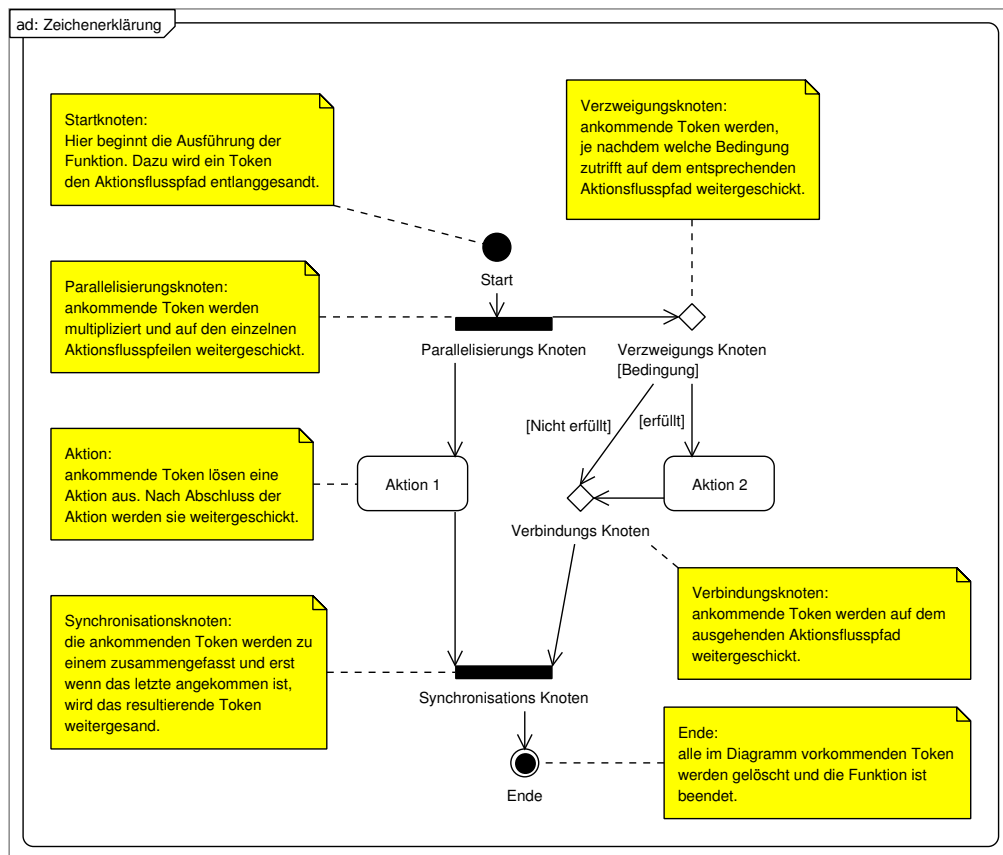 ad: Zeichenerklärung
Startknoten:
Hier beginnt die Ausführung der
Funktion. Dazu wird ein Token
den Aktionsflusspfad entlanggesandt.
Verzweigungsknoten:
ankommende Token werden,
je nachdem welche Bedingung
zutrifft auf dem entsprechenden
Aktionsflusspfad weitergeschickt.
Start
Parallelisierungsknoten:
ankommende Token werden
multipliziert und auf den einzelnen
Aktionsflusspfeilen weitergeschickt.
Parallelisierungs Knoten
Verzweigungs Knoten
[Bedingung]
[Nicht erfüllt]
[erfüllt]
Aktion:
ankommende Token lösen eine
Aktion aus. Nach Abschluss der
Aktion werden sie weitergeschickt.
Aktion 1
Aktion 2
Verbindungs Knoten
Verbindungsknoten:
ankommende Token werden auf dem
ausgehenden Aktionsflusspfad
weitergeschickt.
Synchronisationsknoten:
die ankommenden Token werden zu
einem zusammengefasst und erst
wenn das letzte angekommen ist,
wird das resultierende Token
weitergesand.
Synchronisations Knoten
Ende:
alle im Diagramm vorkommenden Token
werden gelöscht und die Funktion ist
beendet.
Ende